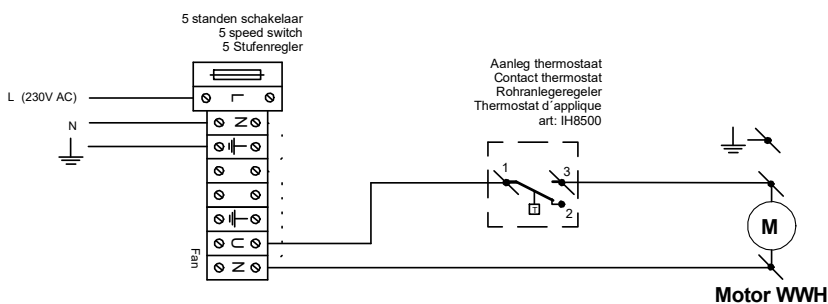 5 standen schakelaar
5 speed switch
5 Stufenregler
L (230V AC)
N
L
N
U
N
Fan
Aanleg thermostaat
Contact thermostat
Rohranlegeregeler
Thermostat d´applique
art: IH8500
1
3
2
T
M
Motor WWH